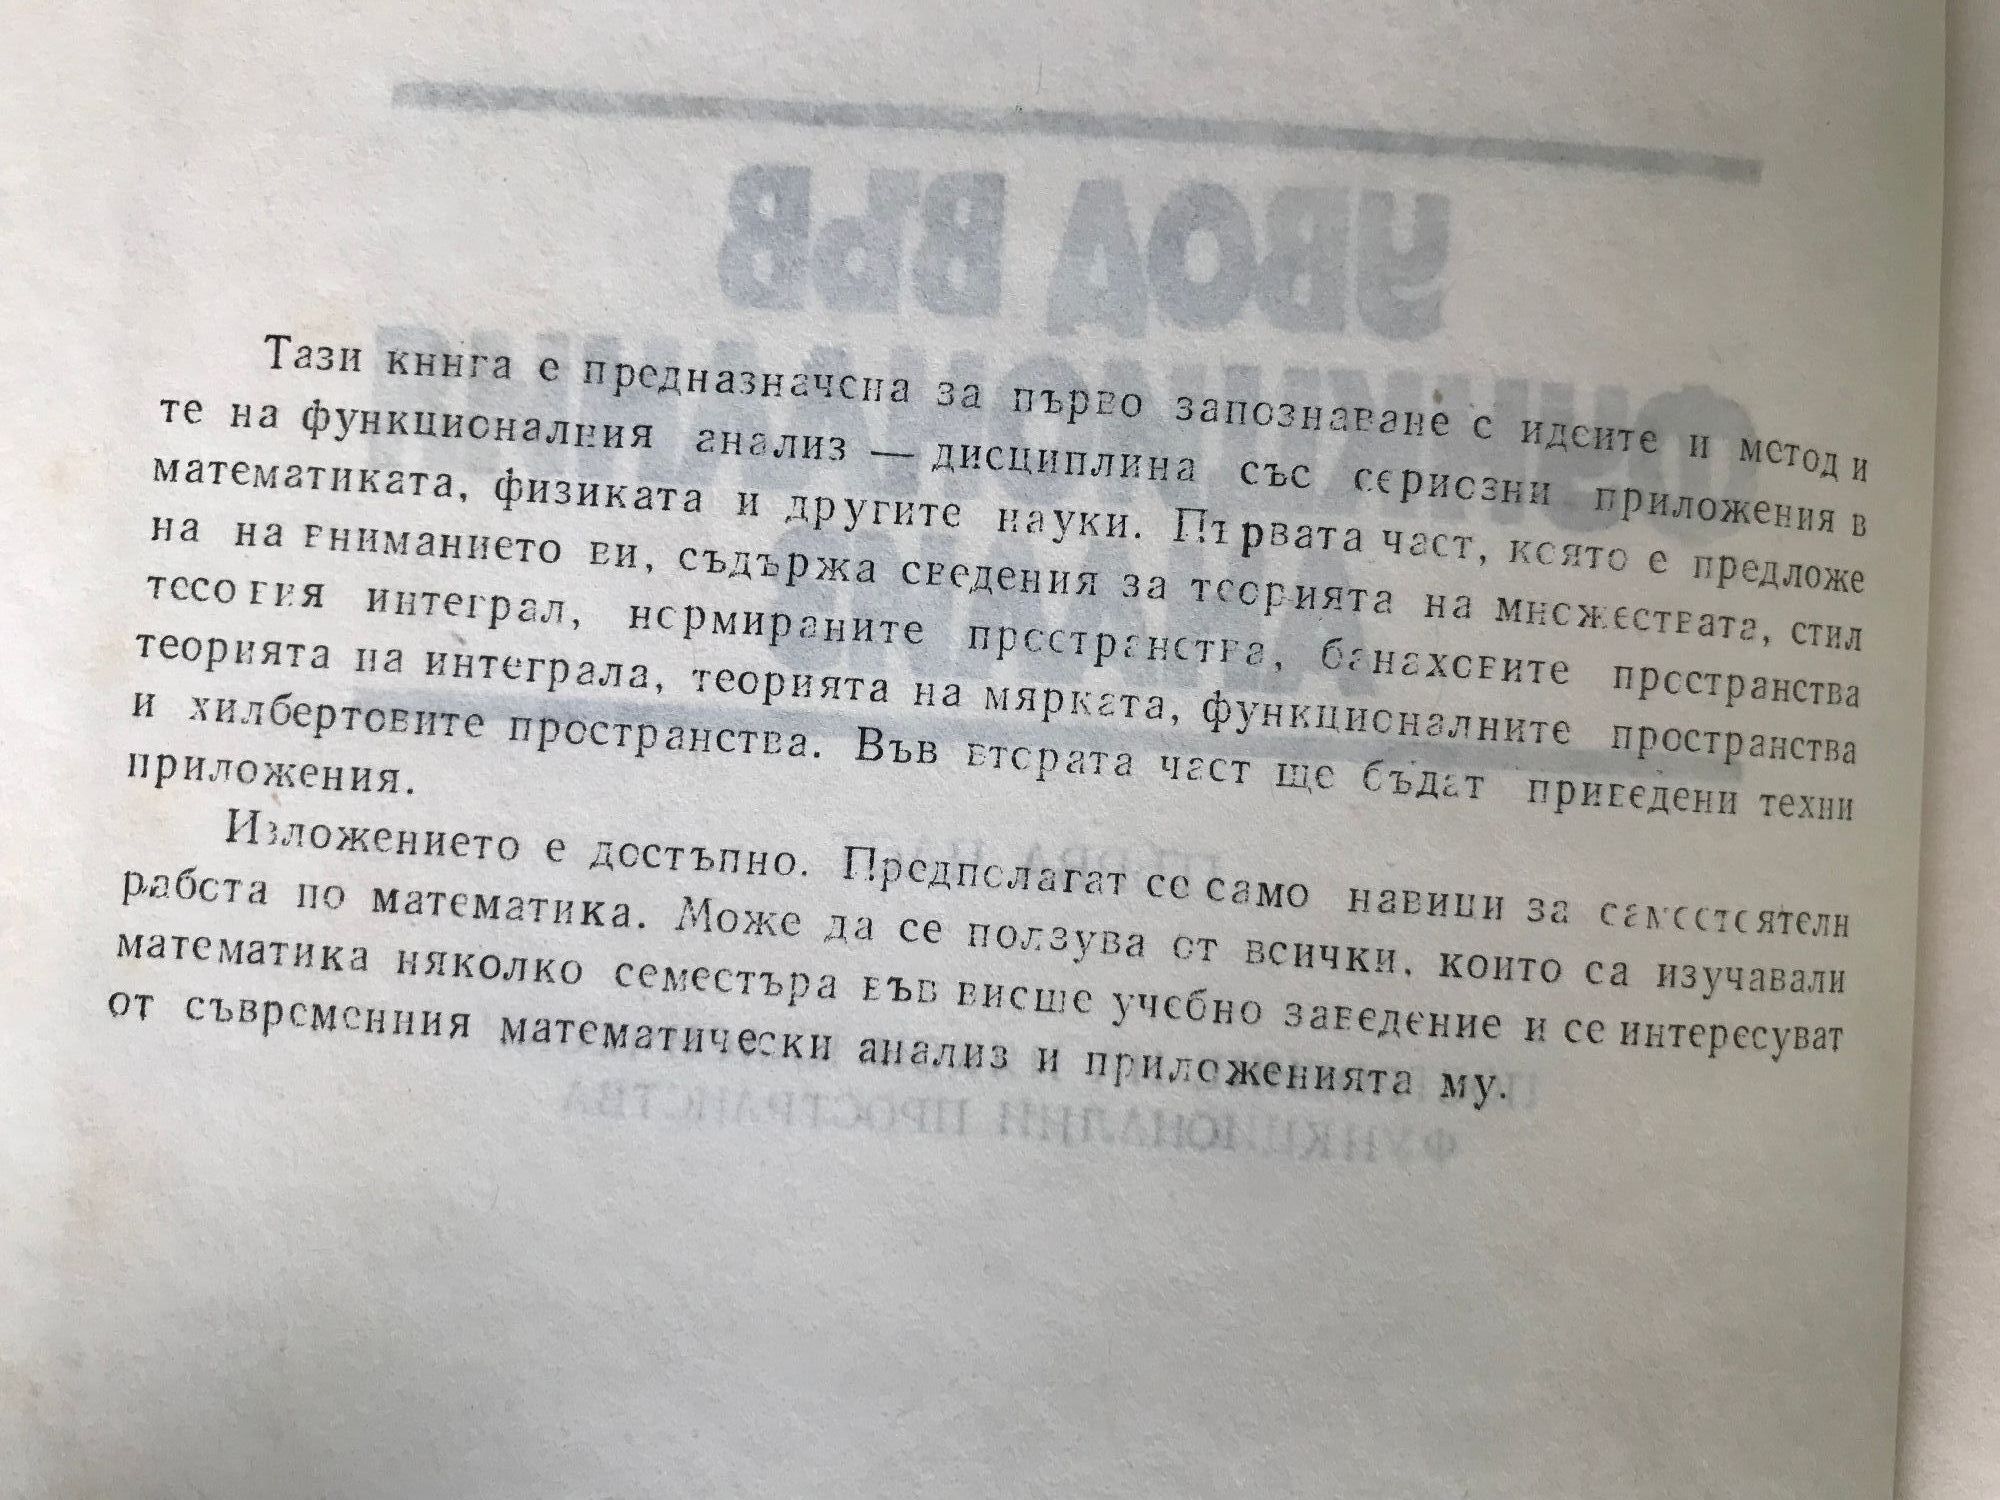 Тази книга е предназначена за първо запознаване с идеите и методи
те на функционалния анализ — дисциплина със сериозни приложения в
математиката, физиката и другите науки. Първата част, която е предложе
на на вниманието ви, съдържа сведения за теорията на множествата, стил
тесовия интеграл, нормираните пространства, банаховите пространства
теорията на интеграла, теорията на мярката, функционалните пространства
и хилбертовите пространства. Във втората част ще бъдат приведени техни
приложения.
Изложението е достъпно. Предполагат се само навици за самостоятелн
работа по математика. Може да се ползува от всички, които са изучавали
математика няколко семестъра във висше учебно заведение и се интересуват
от съвременния математически анализ и приложенията му.